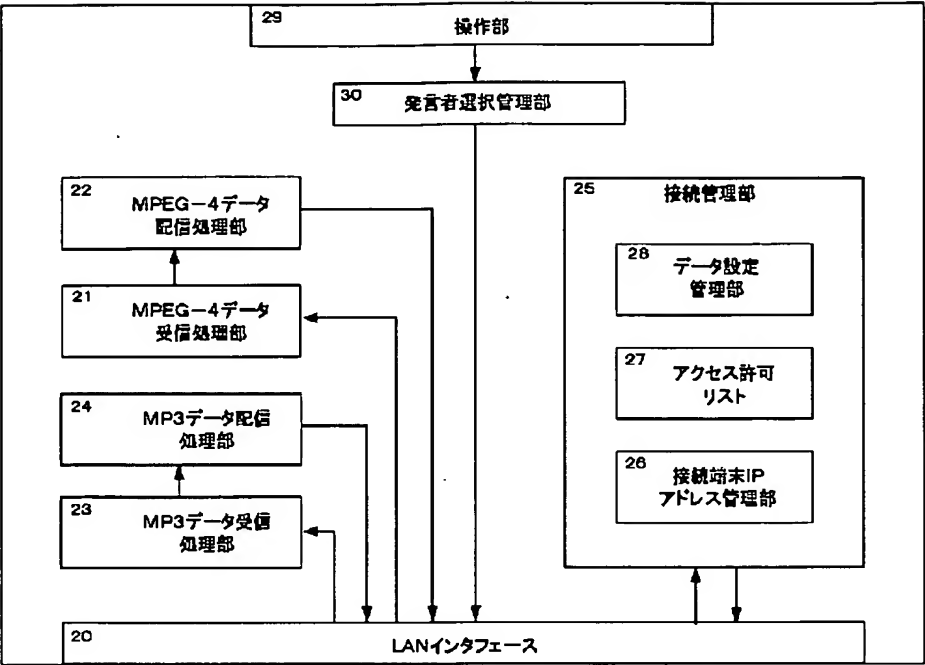 29
操作部
30
発言者選択管理部
22
MPEG−4データ
配信処理部
21
MPEG−4データ
受信処理部
24
MP3データ配信
処理部
23
MP3データ受信
処理部
25
接続管理部
28
データ設定
管理部
27
アクセス許可
リスト
26
接続端末IP
アドレス管理部
20
LANインタフェース